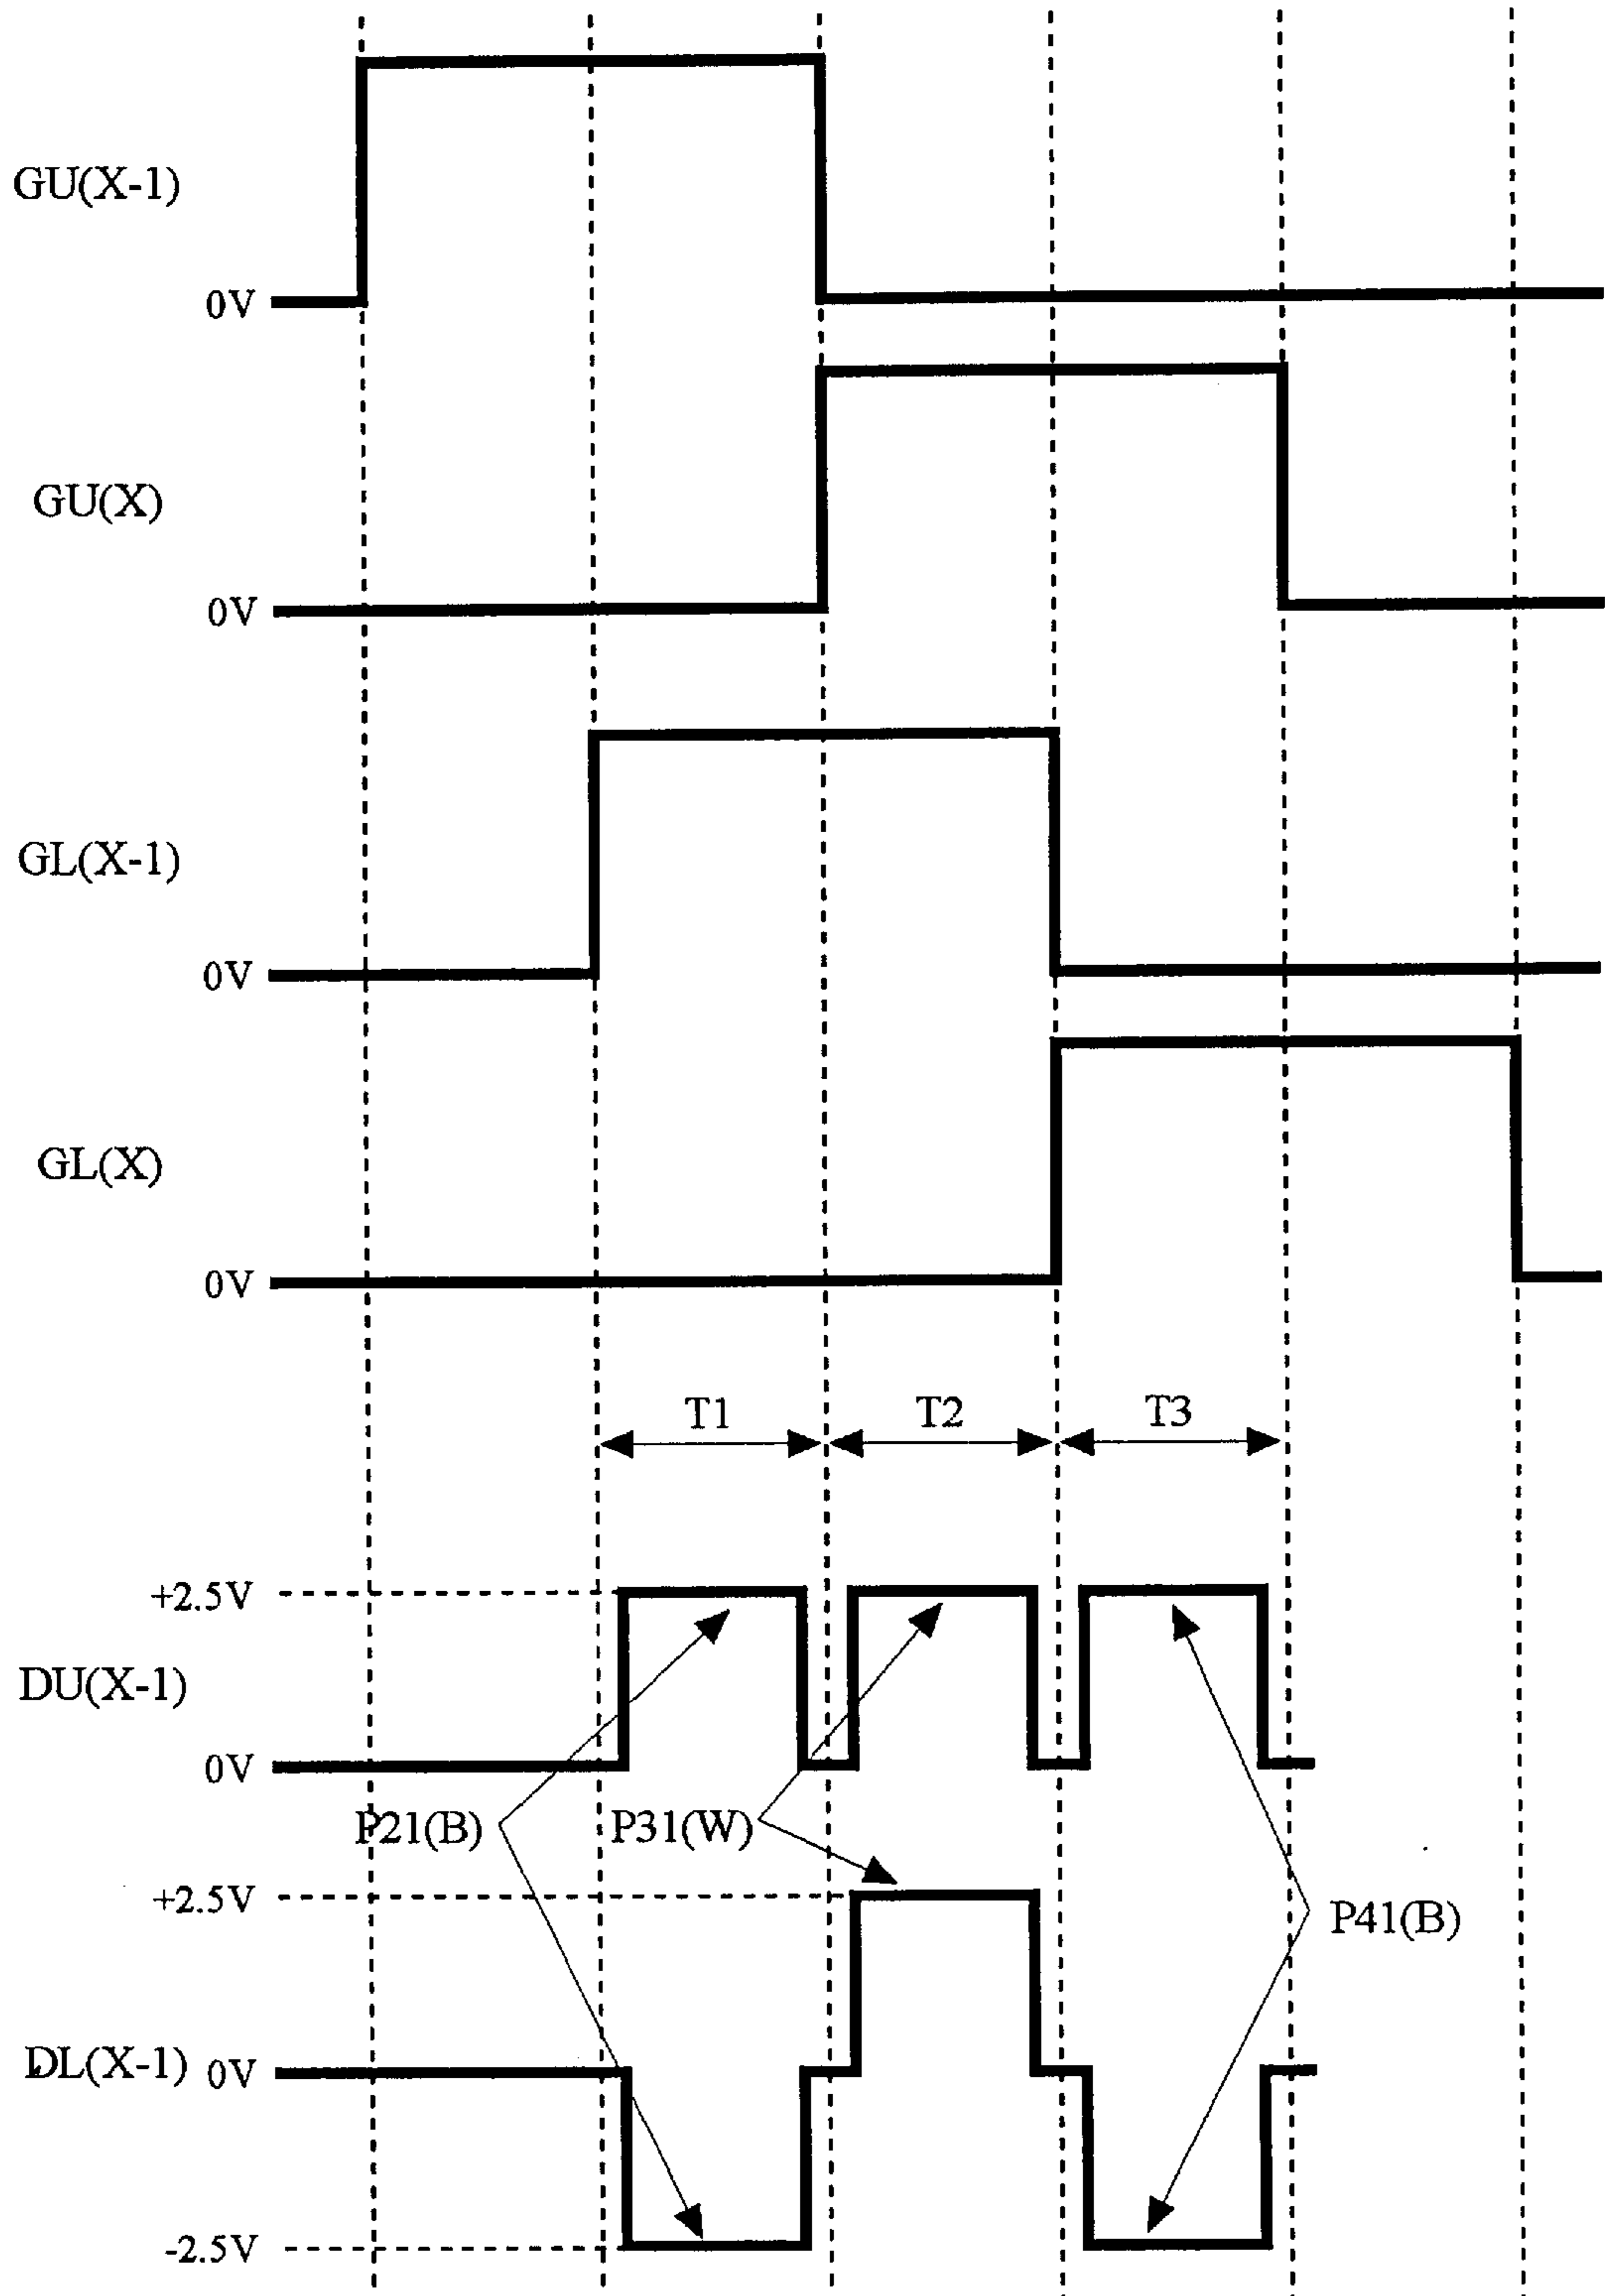 GU(X-1)
0V
GU(X)
0V
GL(X-1)
0V
GL(X)
0V
T1 T2 T3
+2.5V
DU(X-1)
0V
P21(B) P31(W)
+2.5V
P41(B)
DL(X-1) 0V
-2.5V